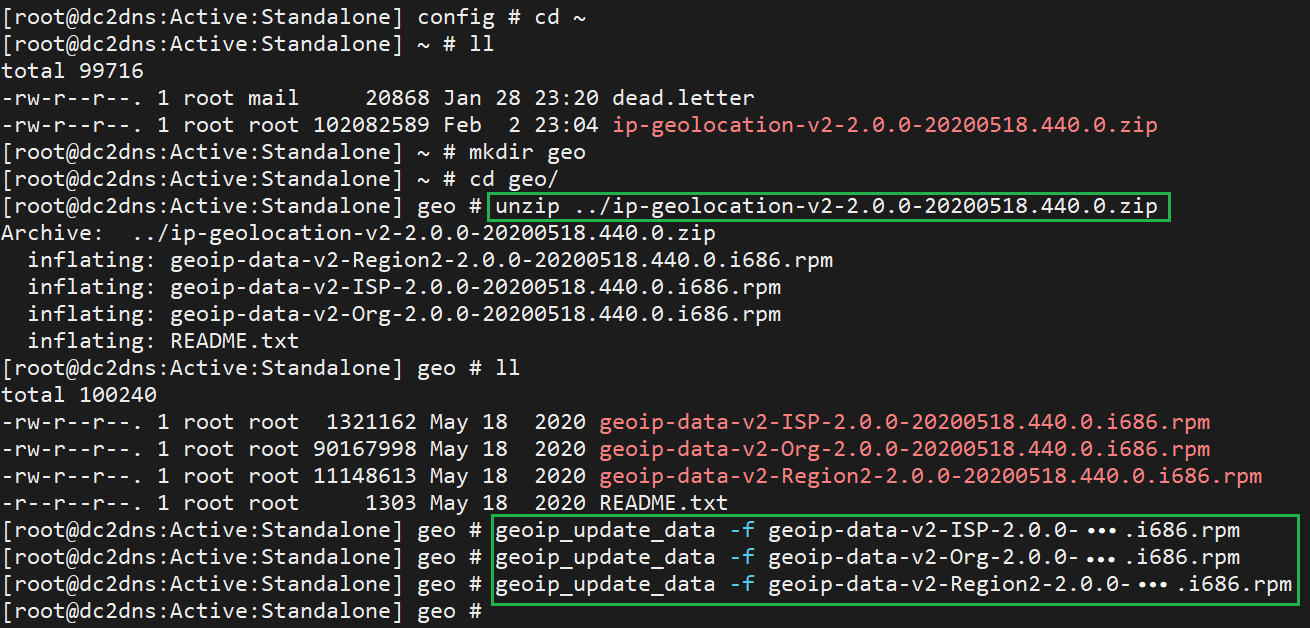 [root@dc2dns:Active:Standalone] config # cd ~
[root@dc2dns:Active:Standalone] ~ # ll
total 99716
-rw-r--r--. 1 root mail     20868 Jan 28 23:20 dead.letter
-rw-r--r--. 1 root root 102082589 Feb  2 23:04 ip-geolocation-v2-2.0.0-20200518.440.0.zip
[root@dc2dns:Active:Standalone] ~ # mkdir geo
[root@dc2dns:Active:Standalone] ~ # cd geo/
[root@dc2dns:Active:Standalone] geo # unzip ../ip-geolocation-v2-2.0.0-20200518.440.0.zip
Archive:  ../ip-geolocation-v2-2.0.0-20200518.440.0.zip
  inflating: geoip-data-v2-Region2-2.0.0-20200518.440.0.i686.rpm
  inflating: geoip-data-v2-ISP-2.0.0-20200518.440.0.i686.rpm
  inflating: geoip-data-v2-Org-2.0.0-20200518.440.0.i686.rpm
  inflating: README.txt
[root@dc2dns:Active:Standalone] geo # ll
total 100240
-rw-r--r--. 1 root root  1321162 May 18  2020 geoip-data-v2-ISP-2.0.0-20200518.440.0.i686.rpm
-rw-r--r--. 1 root root 90167998 May 18  2020 geoip-data-v2-Org-2.0.0-20200518.440.0.i686.rpm
-rw-r--r--. 1 root root 11148613 May 18  2020 geoip-data-v2-Region2-2.0.0-20200518.440.0.i686.rpm
-r--r--r--. 1 root root     1303 May 18  2020 README.txt
[root@dc2dns:Active:Standalone] geo # geoip_update_data -f geoip-data-v2-ISP-2.0.0- ••• .i686.rpm
[root@dc2dns:Active:Standalone] geo # geoip_update_data -f geoip-data-v2-Org-2.0.0- ••• .i686.rpm
[root@dc2dns:Active:Standalone] geo # geoip_update_data -f geoip-data-v2-Region2-2.0.0- ••• .i686.rpm
[root@dc2dns:Active:Standalone] geo #